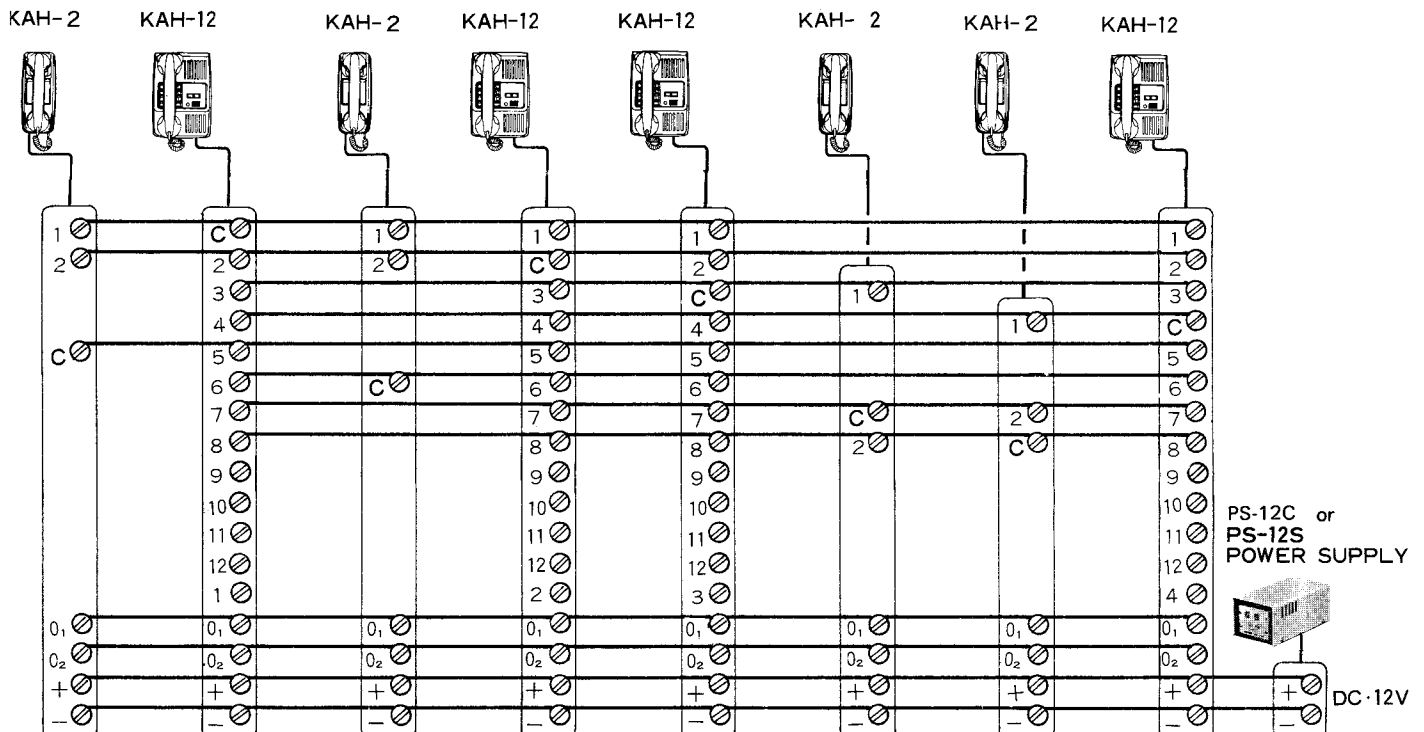 KAH-2 KAH-12 KAH-2 KAH-12 KAH-12 KAH- 2 KAH-2 KAH-12
1 C 1 1 1 1
2 2 2 C 2 2
3 3 C 1 3
4 4 4 1 C
C 5 5 5 5
6 C 6 6 6
7 7 7 C 2 7
8 8 8 2 C 8
9 9 9 9
10 10 10 10
11 11 11 11
12 12 12 12
1 2 3 4
PS-12C or
PS-12S
POWER SUPPLY
0₁ 0₁ 0₁ 0₁ 0₁ 0₁ 0₁ 0₁
0₂ 0₂ 0₂ 0₂ 0₂ 0₂ 0₂ 0₂
+ + + + + + + + +
− − − − − − − − −
DC·12V